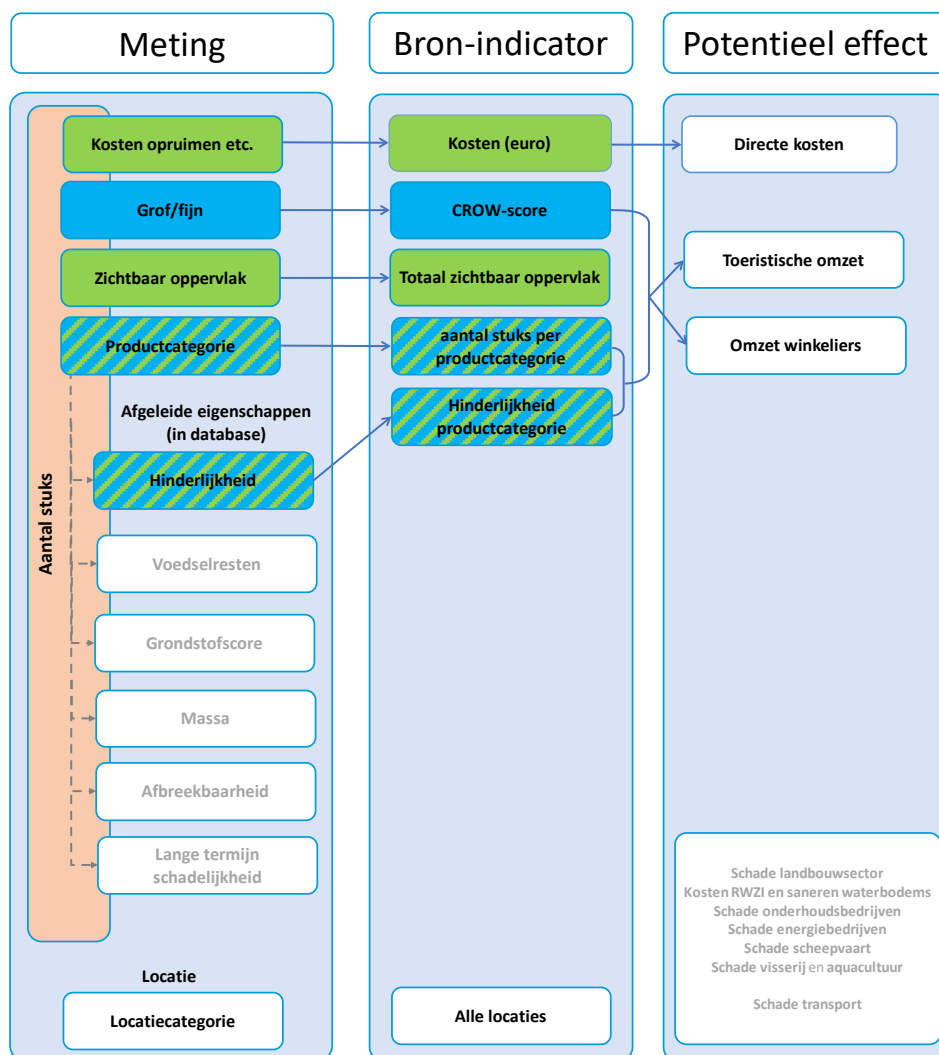 Meting
Bron-indicator
Potentieel effect
Kosten opruimen etc.
Kosten (euro)
Directe kosten
Grof/fijn
CROW-score
Zichtbaar oppervlak
Totaal zichtbaar oppervlak
Toeristische omzet
Productcategorie
aantal stuks per
productcategorie
Omzet winkeliers
Afgeleide eigenschappen
(in database)
Hinderlijkheid
productcategorie
Hinderlijkheid
Aantal stuks
Voedselresten
Grondstofscore
Massa
Afbreekbaarheid
Lange termijn
schadelijkheid
Schade landbouwsector
Kosten RWZI en saneren waterbodems
Schade onderhoudsbedrijven
Schade energiebedrijven
Schade scheepvaart
Schade visserij en aquacultuur
Schade transport
Locatie
Locatiecategorie
Alle locaties